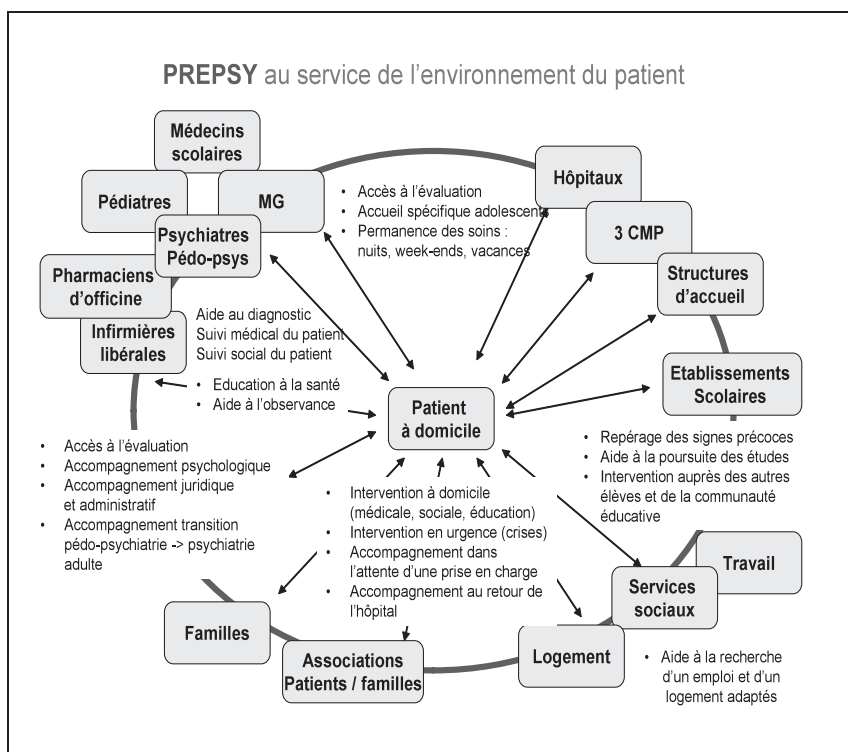 PREPSY au service de l'environnement du patient
Médecins
scolaires
Pédiatres
MG
Psychiatres
Pédo-psys
Pharmaciens
d'officine
Infirmières
libérales
• Accès à l'évaluation
• Accueil spécifique adolescents
• Permanence des soins :
nuits, week-ends, vacances
Hôpitaux
3 CMP
Structures
d'accueil
Etablissements
Scolaires
Aide au diagnostic
Suivi médical du patient
Suivi social du patient
• Education à la santé
• Aide à l'observance
Patient
à domicile
• Repérage des signes précoces
• Aide à la poursuite des études
• Intervention auprès des autres
élèves et de la communauté
éducative
• Accès à l'évaluation
• Accompagnement psychologique
• Accompagnement juridique
et administratif
• Accompagnement transition
pédo-psychiatrie -> psychiatrie
adulte
• Intervention à domicile
(médicale, sociale, éducation)
• Intervention en urgence (crises)
• Accompagnement dans
l'attente d'une prise en charge
• Accompagnement au retour de
l'hôpital
Travail
Services
sociaux
Familles
Associations
Patients / familles
Logement
• Aide à la recherche
d'un emploi et d'un
logement adaptés